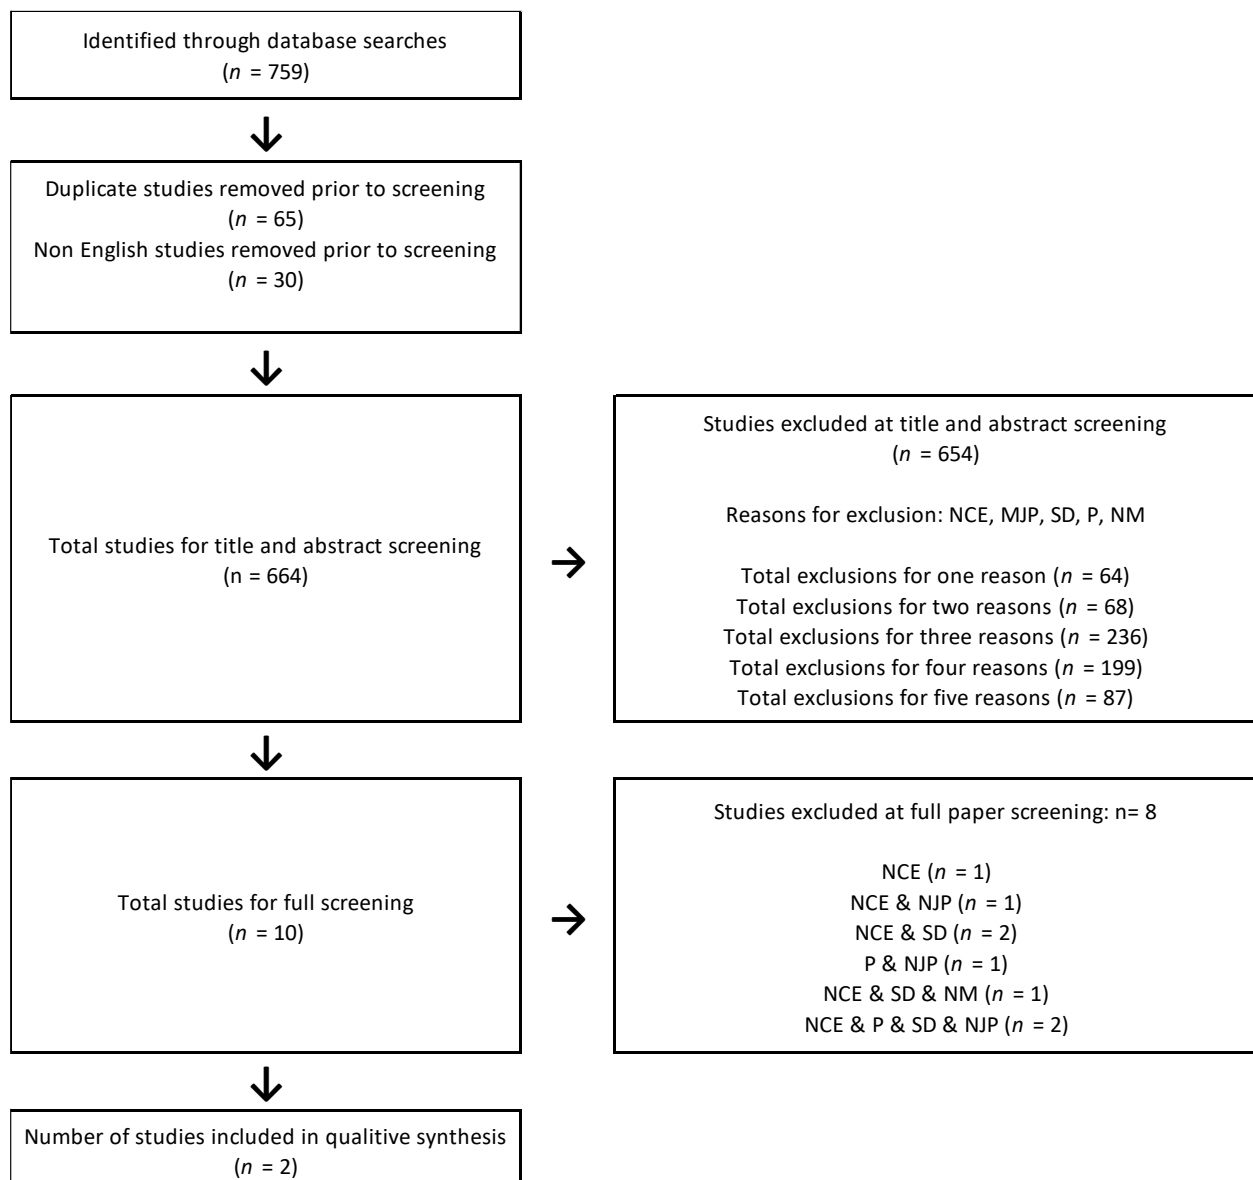 Identified through database searches
(n = 759)
Duplicate studies removed prior to screening
(n = 65)
Non English studies removed prior to screening
(n = 30)
Total studies for title and abstract screening
(n = 664)
Studies excluded at title and abstract screening
(n = 654)
Reasons for exclusion: NCE, MJP, SD, P, NM
Total exclusions for one reason (n = 64)
Total exclusions for two reasons (n = 68)
Total exclusions for three reasons (n = 236)
Total exclusions for four reasons (n = 199)
Total exclusions for five reasons (n = 87)
Total studies for full screening
(n = 10)
Studies excluded at full paper screening: n= 8
NCE (n = 1)
NCE & NJP (n = 1)
NCE & SD (n = 2)
P & NJP (n = 1)
NCE & SD & NM (n = 1)
NCE & P & SD & NJP (n = 2)
Number of studies included in qualitive synthesis
(n = 2)